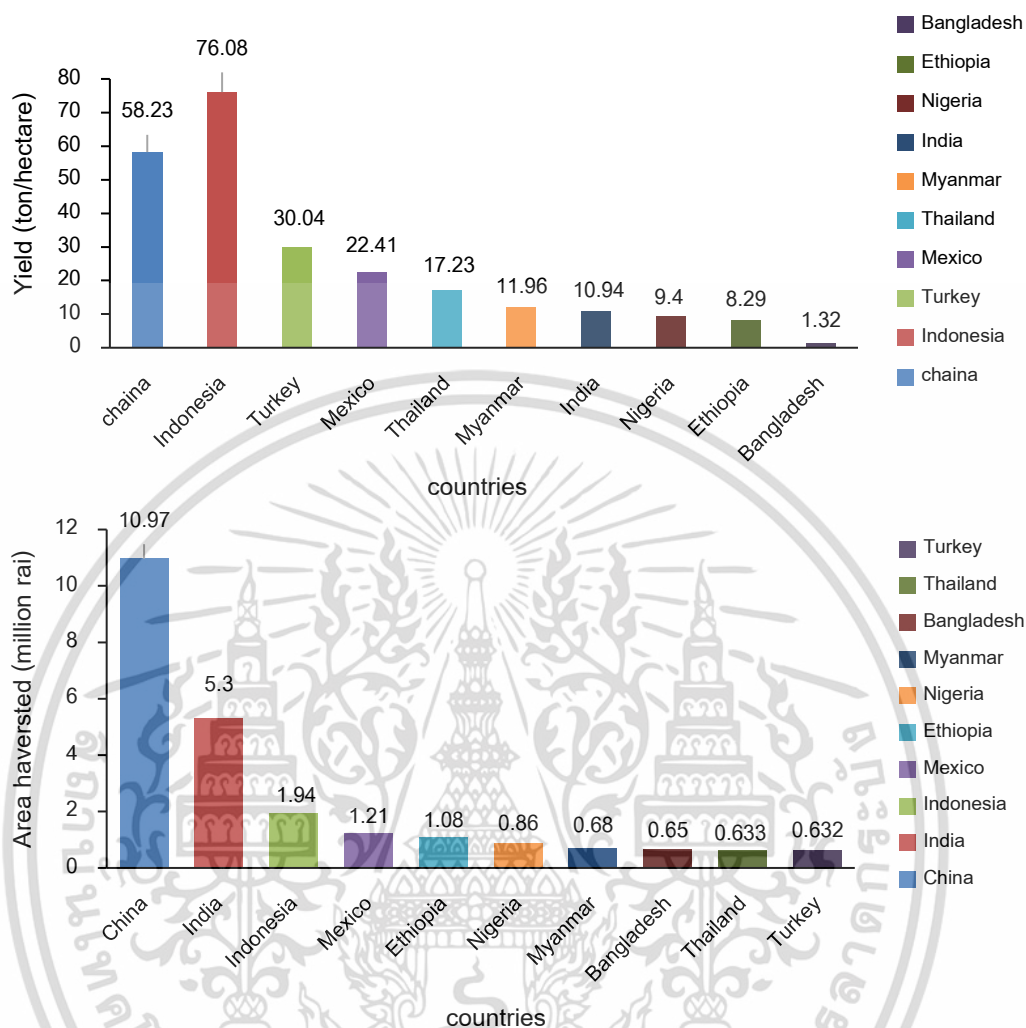 76.08
58.23
30.04
22.41
17.23
11.96
10.94
9.4
8.29
1.32
80
70
60
50
40
30
20
10
0
Yield (ton/hectare)
chaina
Indonesia
Turkey
Mexico
Thailand
Myanmar
India
Nigeria
Ethiopia
Bangladesh
countries
Bangladesh
Ethiopia
Nigeria
India
Myanmar
Thailand
Mexico
Turkey
Indonesia
chaina
10.97
5.3
1.94
1.21
1.08
0.86
0.68
0.65
0.633
0.632
12
10
8
6
4
2
0
Area haversted (million rai)
China
India
Indonesia
Mexico
Ethiopia
Nigeria
Myanmar
Bangladesh
Thailand
Turkey
countries
Turkey
Thailand
Bangladesh
Myanmar
Nigeria
Ethiopia
Mexico
Indonesia
India
China